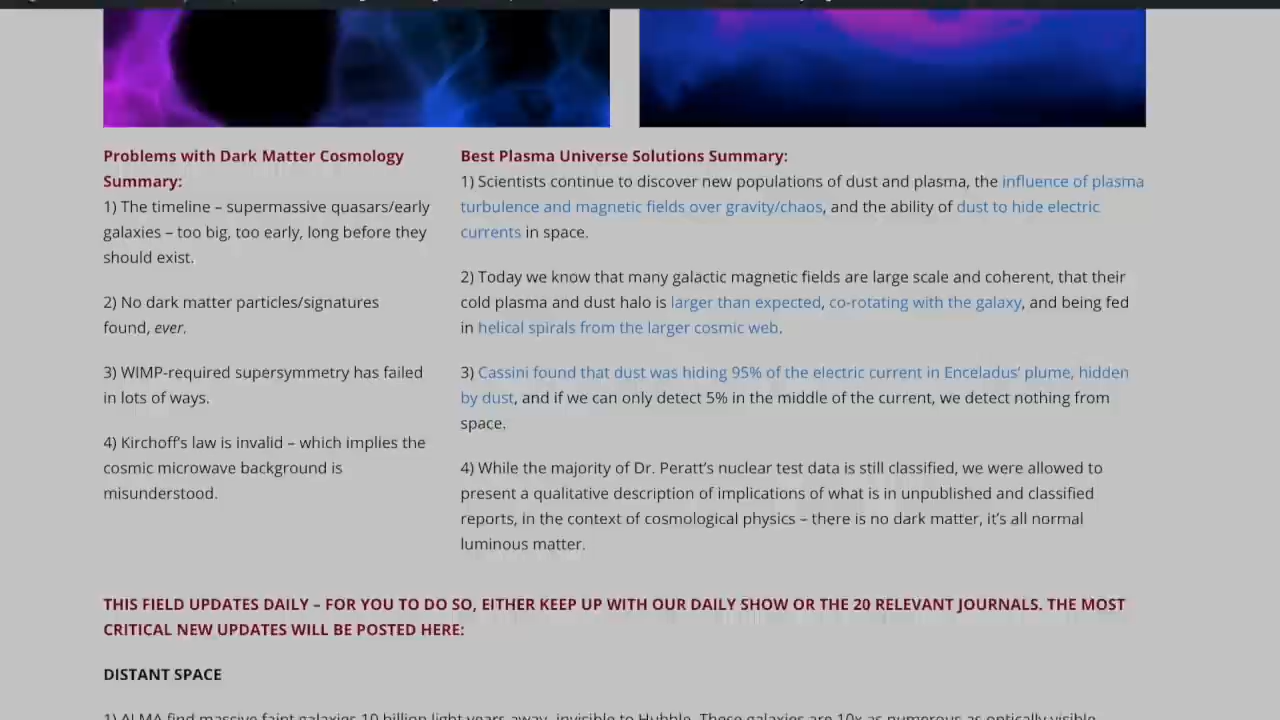 Problems with Dark Matter Cosmology
Summary:
1) The timeline – supermassive quasars/early
galaxies – too big, too early, long before they
should exist.
2) No dark matter particles/signatures
found, ever.
3) WIMP-required supersymmetry has failed
in lots of ways.
4) Kirchoff's law is invalid – which implies the
cosmic microwave background is
misunderstood.
Best Plasma Universe Solutions Summary:
1) Scientists continue to discover new populations of dust and plasma, the influence of plasma
turbulence and magnetic fields over gravity/chaos, and the ability of dust to hide electric
currents in space.
2) Today we know that many galactic magnetic fields are large scale and coherent, that their
cold plasma and dust halo is larger than expected, co-rotating with the galaxy, and being fed
in helical spirals from the larger cosmic web.
3) Cassini found that dust was hiding 95% of the electric current in Enceladus' plume, hidden
by dust, and if we can only detect 5% in the middle of the current, we detect nothing from
space.
4) While the majority of Dr. Peratt's nuclear test data is still classified, we were allowed to
present a qualitative description of implications of what is in unpublished and classified
reports, in the context of cosmological physics – there is no dark matter, it's all normal
luminous matter.
THIS FIELD UPDATES DAILY – FOR YOU TO DO SO, EITHER KEEP UP WITH OUR DAILY SHOW OR THE 20 RELEVANT JOURNALS. THE MOST
CRITICAL NEW UPDATES WILL BE POSTED HERE:
DISTANT SPACE
1) ALMA find massive faint galaxies 10 billion light years away, invisible to Hubble. These galaxies are 10x as numerous as optically visible